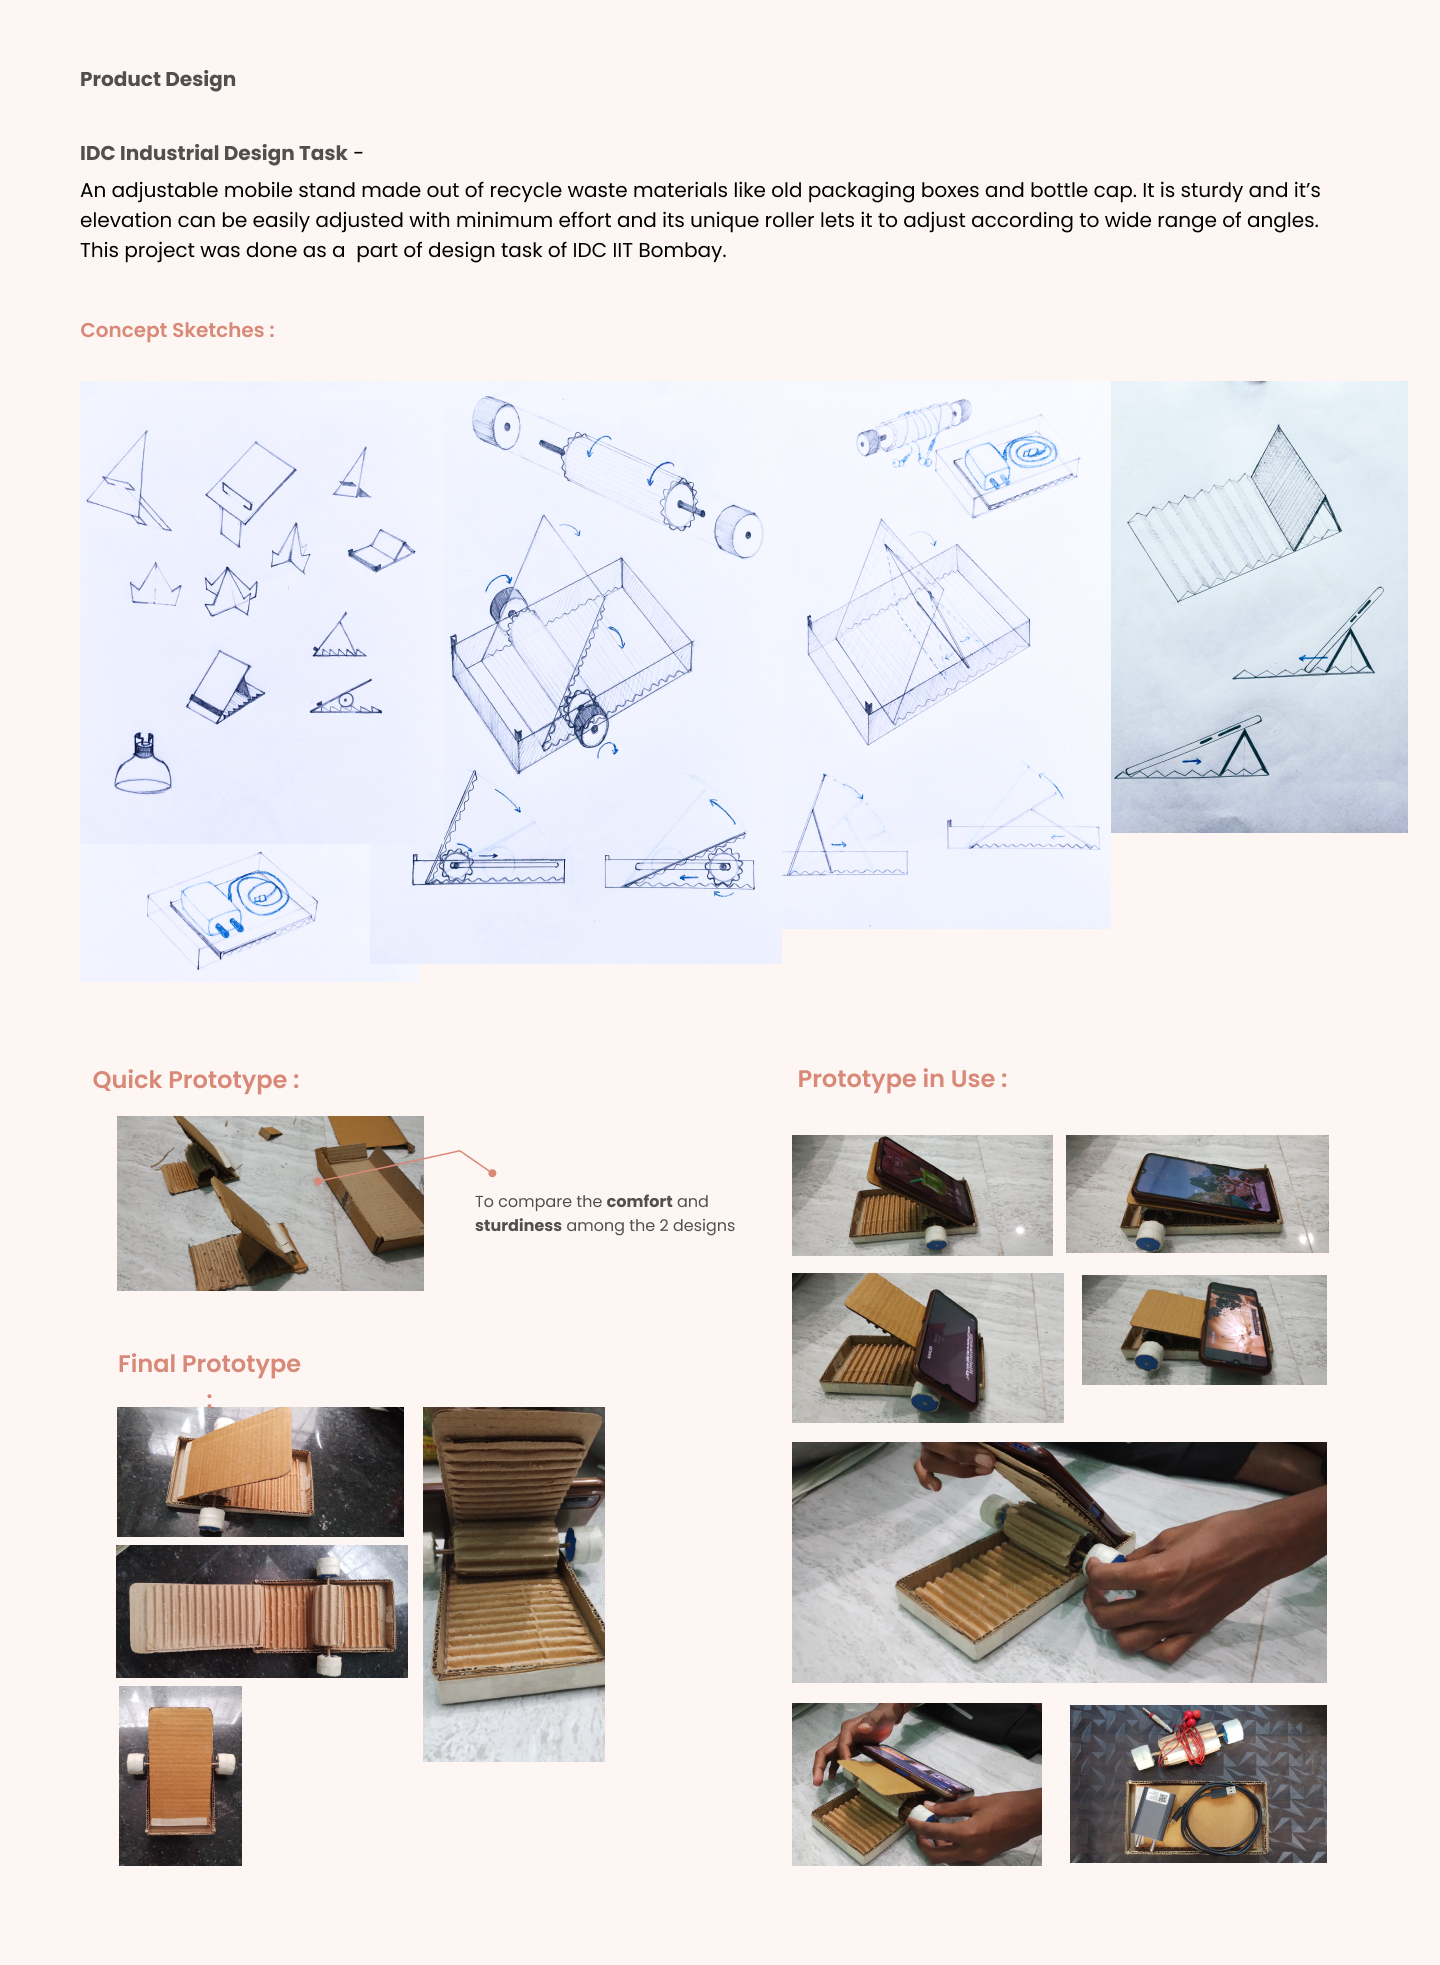 Product Design
IDC Industrial Design Task -
An adjustable mobile stand made out of recycle waste materials like old packaging boxes and bottle cap. It is sturdy and it’s
elevation can be easily adjusted with minimum effort and its unique roller lets it to adjust according to wide range of angles.
This project was done as a  part of design task of IDC IIT Bombay.
Concept Sketches :
Quick Prototype :
Prototype in Use :
To compare the comfort and
sturdiness among the 2 designs
Final Prototype
: